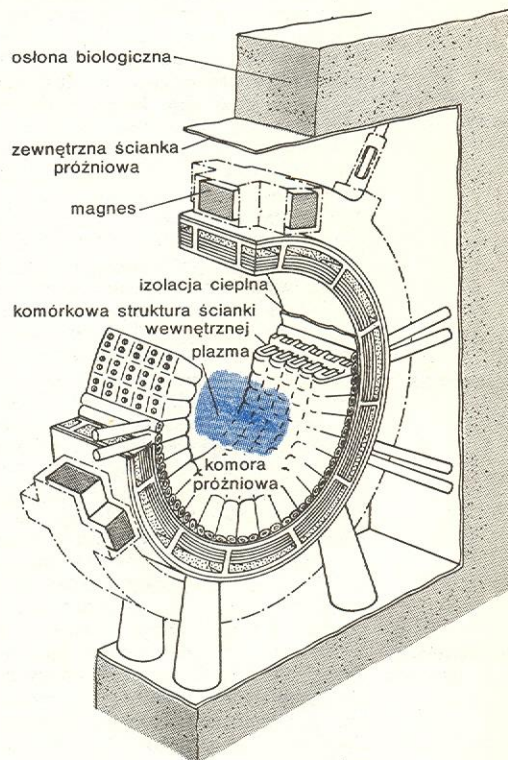 osłona biologiczna
zewnętrzna ścianka
próżniowa
magnes
izolacja cieplna
komórkowa struktura ścianki
wewnętrznej
plazma
komora
próżniowa